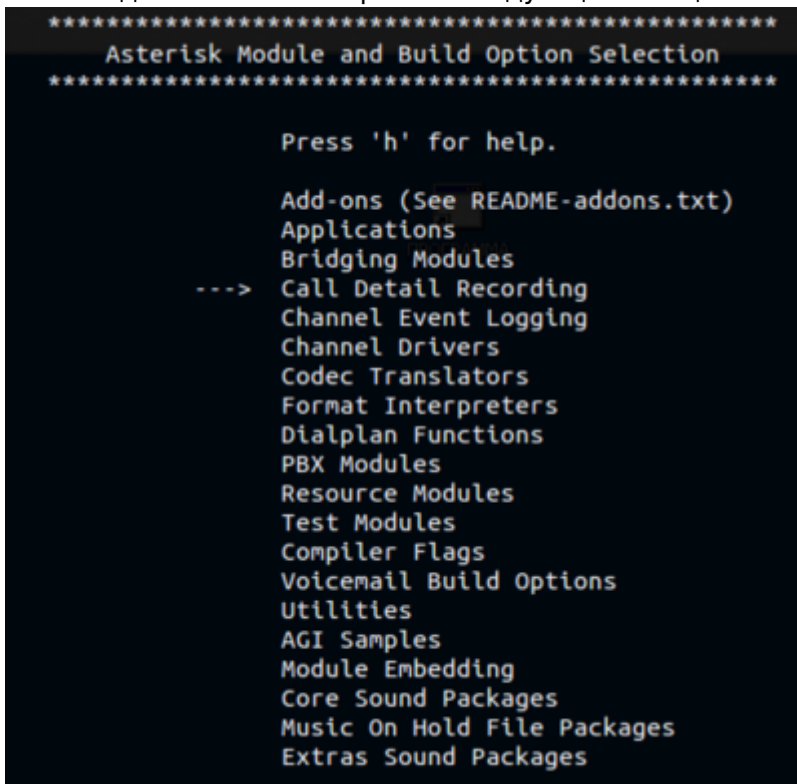 ****************************************************
Asterisk Module and Build Option Selection
****************************************************
Press 'h' for help.
Add-ons (See README-addons.txt)
Applications
Bridging Modules
---> Call Detail Recording
Channel Event Logging
Channel Drivers
Codec Translators
Format Interpreters
Dialplan Functions
PBX Modules
Resource Modules
Test Modules
Compiler Flags
Voicemail Build Options
Utilities
AGI Samples
Module Embedding
Core Sound Packages
Music On Hold File Packages
Extras Sound Packages